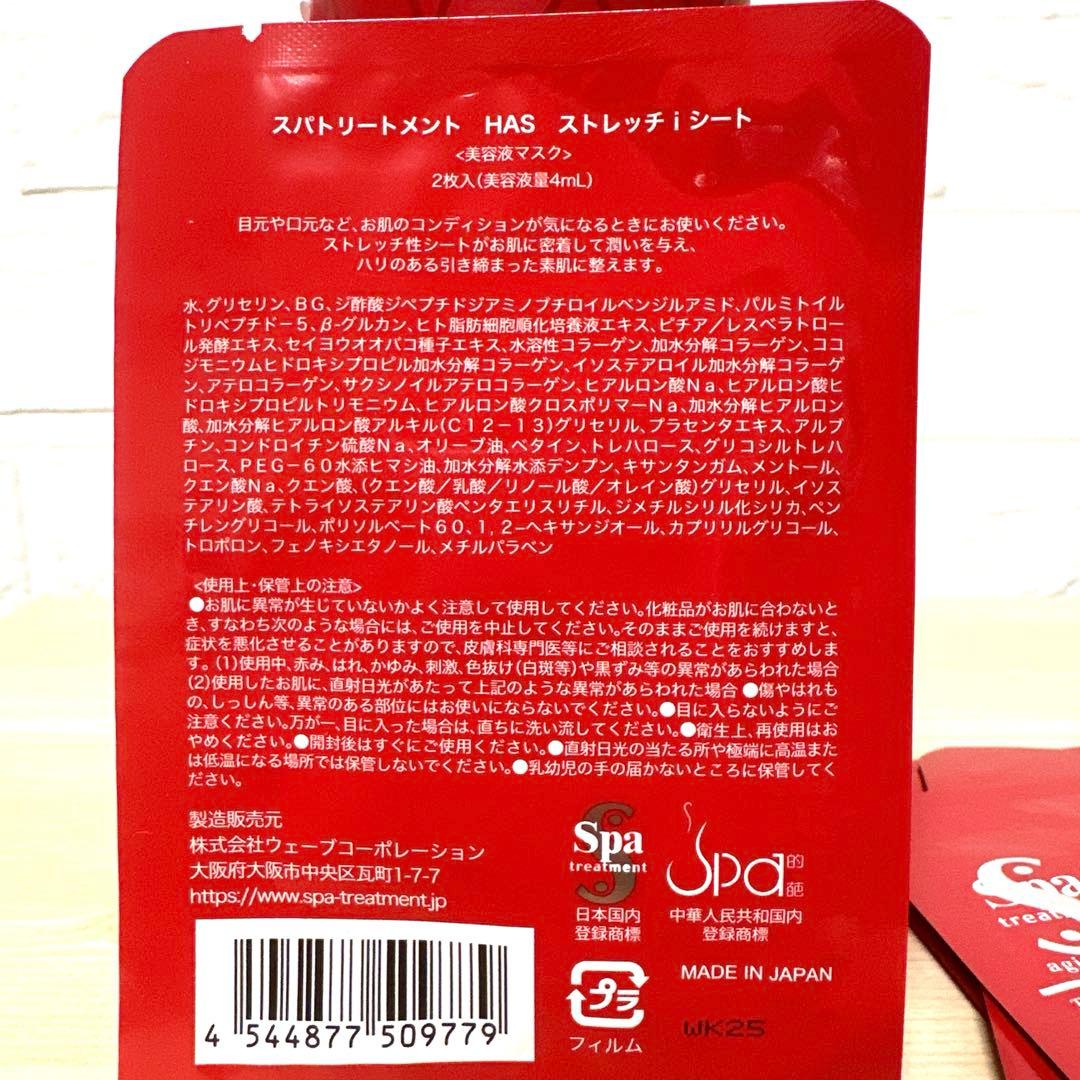 スパトリートメント HAS ストレッチiシート
<美容液マスク>
2枚入(美容液量4mL)
目元や口元など、お肌のコンディションが気になるときにお使いください。
ストレッチ性シートがお肌に密着して潤いを与え、
ハリのある引き締まった素肌に整えます。
水、グリセリン、BG、ジ酢酸ジペプチドジアミノブチロイルベンジルアミド、パルミトイル
トリペプチド－5、β-グルカン、ヒト脂肪細胞順化培養液エキス、ピチア／レスベラトロー
ル発酵エキス、セイヨウオオバコ種子エキス、水溶性コラーゲン、加水分解コラーゲン、ココ
ジモニウムヒドロキシプロピル加水分解コラーゲン、イソステアロイル加水分解コラーゲ
ン、アテロコラーゲン、サクシノイルアテロコラーゲン、ヒアルロン酸Na、ヒアルロン酸ヒ
ドロキシプロピルトリモニウム、ヒアルロン酸クロスポリマーNa、加水分解ヒアルロン
酸、加水分解ヒアルロン酸アルキル(C12－13)グリセリル、プラセンタエキス、アルブ
チン、コンドロイチン硫酸Na、オリーブ油、ベタイン、トレハロース、グリコシルトレハ
ロース、PEG－60水添ヒマシ油、加水分解水添デンプン、キサンタンガム、メントール、
クエン酸Na、クエン酸、(クエン酸／乳酸／リノール酸／オレイン酸)グリセリル、イソス
テアリン酸、テトライソステアリン酸ペンタエリスリチル、ジメチルシリル化シリカ、ペン
チレングリコール、ポリソルベート60、1,2－ヘキサンジオール、カプリリルグリコール、
トロポロン、フェノキシエタノール、メチルパラベン
<使用上・保管上の注意>
●お肌に異常が生じていないかよく注意して使用してください。化粧品がお肌に合わないと
き、すなわち次のような場合には、ご使用を中止してください。そのままご使用を続けますと、
症状を悪化させることがありますので、皮膚科専門医等にご相談されることをおすすめしま
す。(1)使用中、赤み、はれ、かゆみ、刺激、色抜け(白斑等)や黒ずみ等の異常があらわれた場合
(2)使用したお肌に、直射日光があたって上記のような異常があらわれた場合 ●傷やはれも
の、しっしん等、異常のある部位にはお使いにならないでください。●目に入らないようにご
注意ください。万が一、目に入った場合は、直ちに洗い流してください。●衛生上、再使用はお
やめください。●開封後はすぐにご使用ください。●直射日光の当たる所や極端に高温また
は低温になる場所では保管しないでください。●乳幼児の手の届かないところに保管してく
ださい。
製造販売元
株式会社ウェーブコーポレーション
大阪府大阪市中央区瓦町1-7-7
https://www.spa-treatment.jp
4 544877 509779
Spa
treatment
日本国内
登録商標
Spa的葩
中華人民共和国内
登録商標
プラ
フィルム
MADE IN JAPAN
WK25
Spa
treat
agi